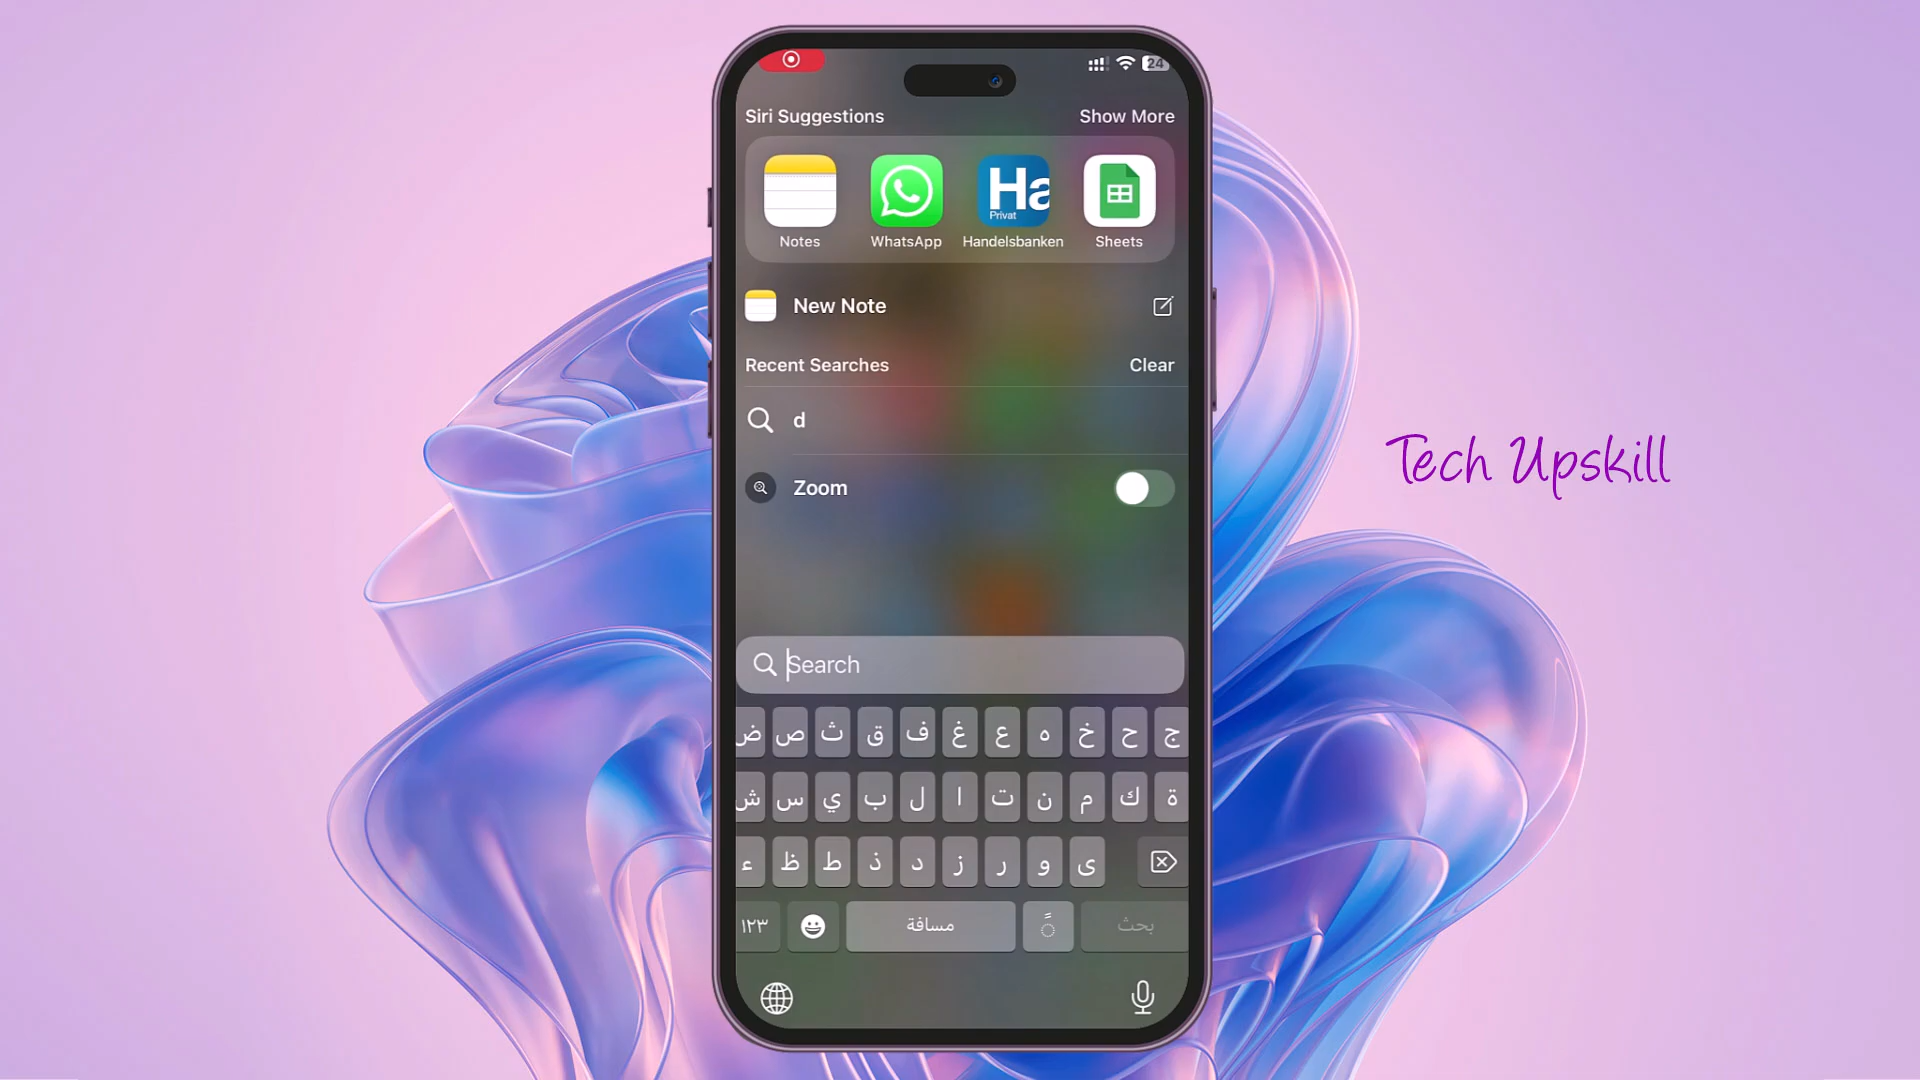 24
Siri Suggestions
Show More
Ha
Privat
Notes
WhatsApp
Handelsbanken
Sheets
New Note
Recent Searches
Clear
d
Zoom
Search
ض ص ث ق ف غ ع ه خ ح ج
ش س ي ب ل ا ت ن م ك ة
ء ظ ط ذ د ز ر و ى
١٢٣
مسافة
بحث
Tech Upskill